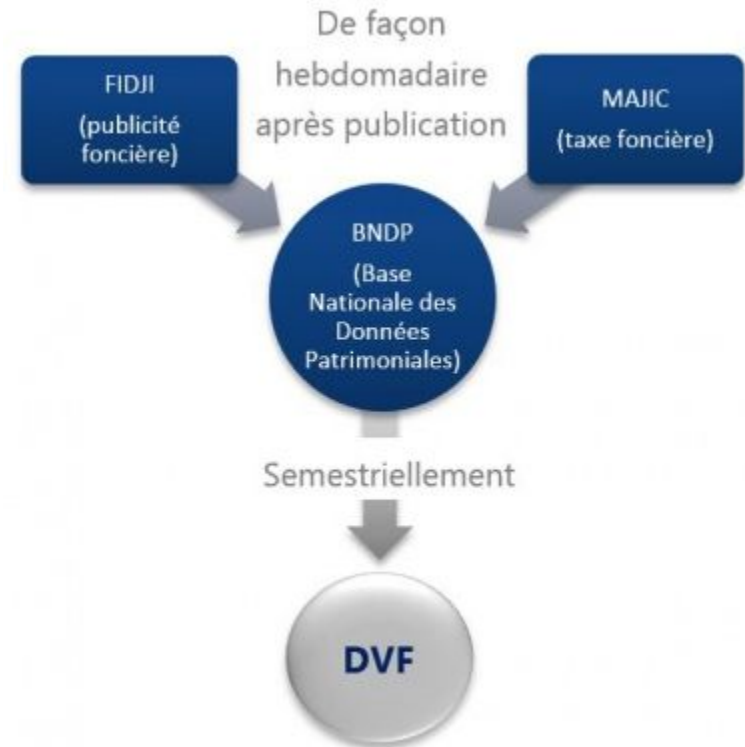 De façon
hebdomadaire
après publication
FIDJI
(publicité
foncière)
MAJIC
(taxe foncière)
BNDP
(Base
Nationale des
Données
Patrimoniales)
Semestriellement
DVF